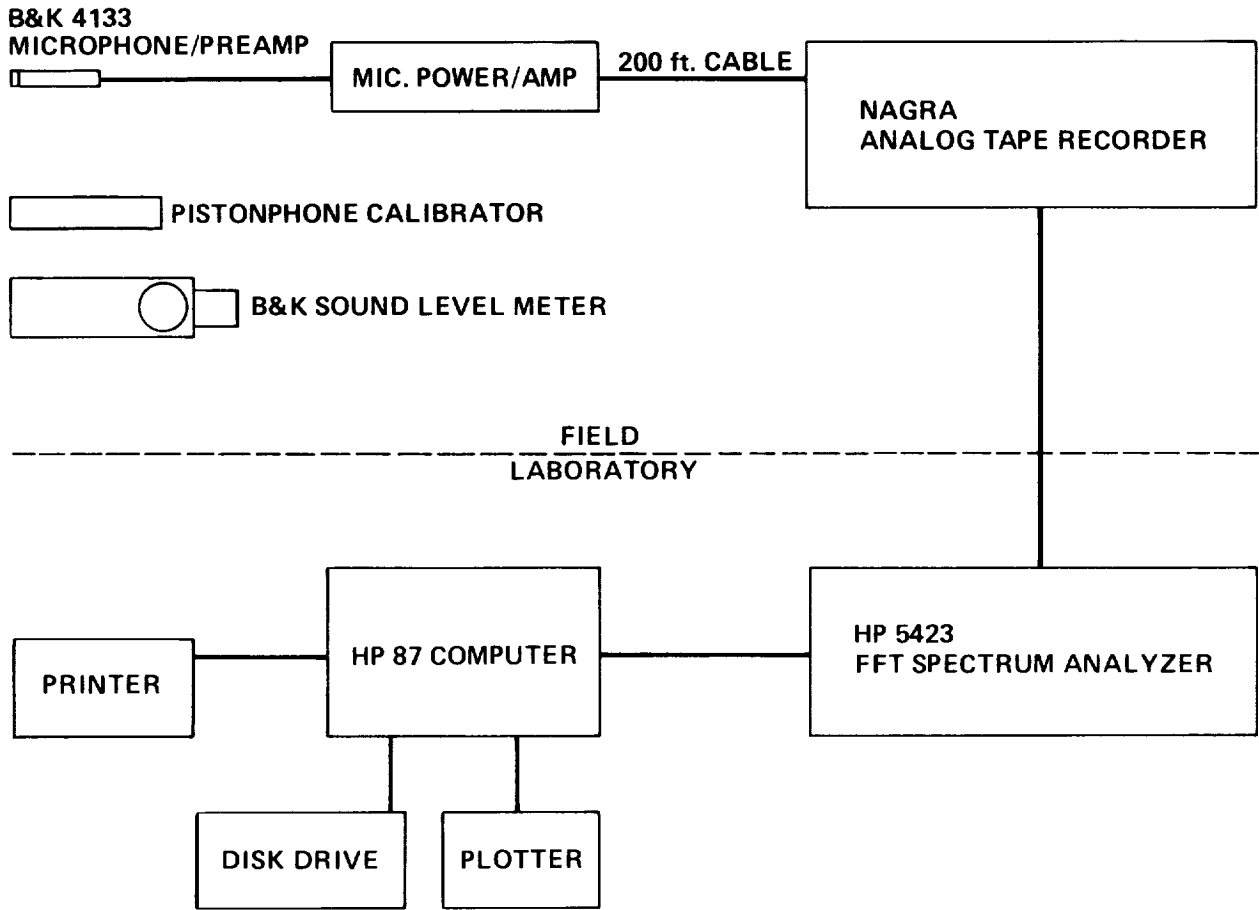 B&K 4133
MICROPHONE/PREAMP
MIC. POWER/AMP
200 ft. CABLE
NAGRA
ANALOG TAPE RECORDER
PISTONPHONE CALIBRATOR
B&K SOUND LEVEL METER
FIELD
LABORATORY
PRINTER
HP 87 COMPUTER
HP 5423
FFT SPECTRUM ANALYZER
DISK DRIVE
PLOTTER